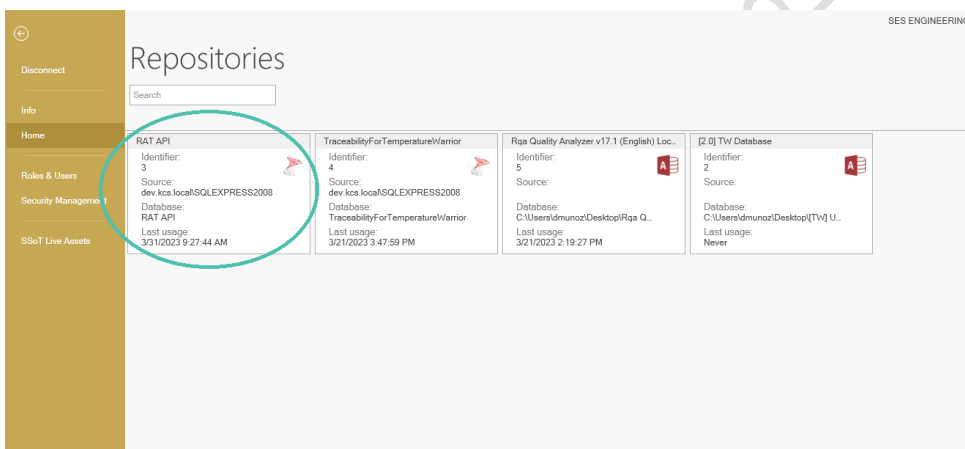 SES ENGINEERING
Repositories
Disconnect
Search
Info
Home
Roles & Users
Security Management
SSoT Live Assets
RAT API
Identifier:
3
Source:
dev.kcs.local\SQLEXPRESS2008
Database:
RAT API
Last usage:
3/31/2023 9:27:44 AM
TraceabilityForTemperatureWarrior
Identifier:
4
Source:
dev.kcs.local\SQLEXPRESS2008
Database:
TraceabilityForTemperatureWarrior
Last usage:
3/21/2023 3:47:59 PM
Rqa Quality Analyzer v17.1 (English) Loc..
Identifier:
5
A
Source:
Database:
C:\Users\dmunoz\Desktop\Rqa Q..
Last usage:
3/21/2023 2:19:27 PM
[2.0] TW Database
Identifier:
2
A
Source:
Database:
C:\Users\dmunoz\Desktop\[TW] U..
Last usage:
Never